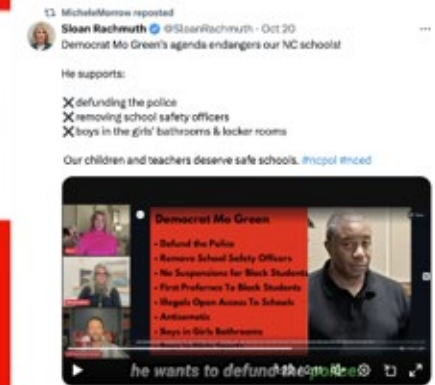 MicheleMorrow reposted
Sloan Rachmuth @SloanRachmuth · Oct 20
Democrat Mo Green's agenda endangers our NC schools!
He supports:
❌ defunding the police
❌ removing school safety officers
❌ boys in the girls' bathrooms & locker rooms
Our children and teachers deserve safe schools. #ncpol #nced
Democrat Mo Green
- Defund the Police
- Remove School Safety Officers
- No Suspensions for Black Students
- First Preference To Black Students
- Illegals Open Access To Schools
- Antisemetic
- Boys in Girls Bathrooms
he wants to defund the police